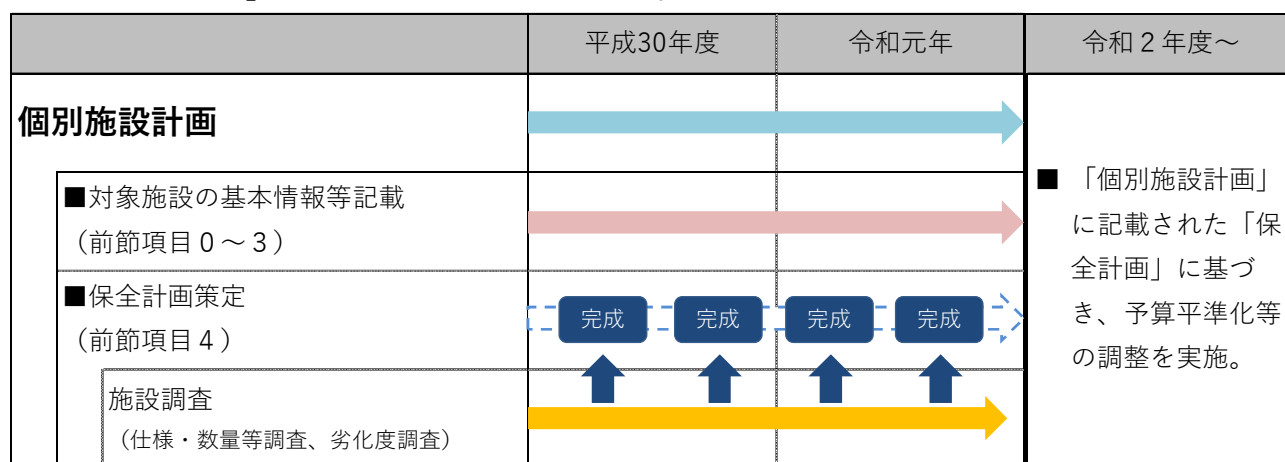 平成30年度
令和元年
令和２年度～
個別施設計画
■対象施設の基本情報等記載
（前節項目０～３）
■保全計画策定
（前節項目４）
完成
完成
完成
完成
施設調査
（仕様・数量等調査、劣化度調査）
■ 「個別施設計画」
に記載された「保
全計画」に基づ
き、予算平準化等
の調整を実施。